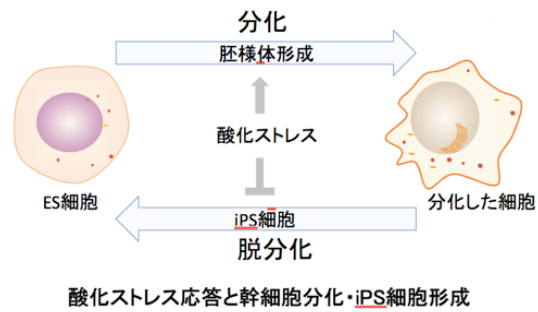 分化
胚様体形成
酸化ストレス
ES細胞
分化した細胞
iPS細胞
脱分化
酸化ストレス応答と幹細胞分化・iPS細胞形成